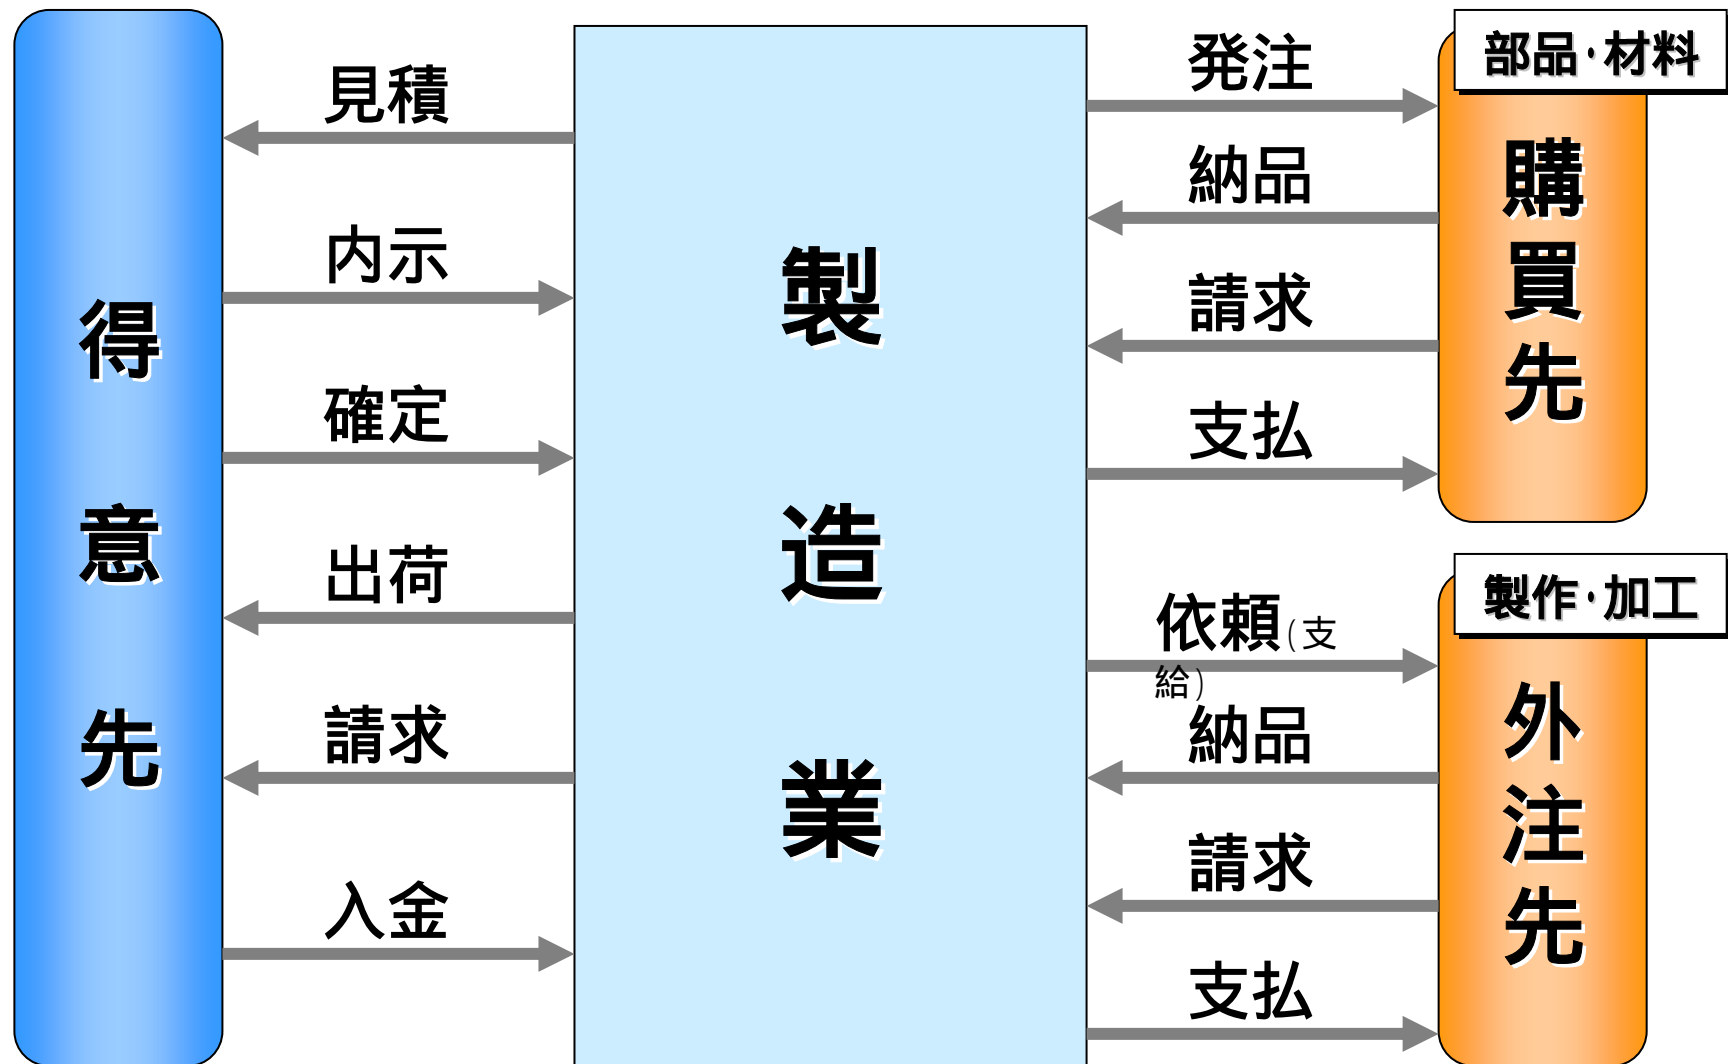 得意先
見積
内示
確定
出荷
請求
入金
製造業
発注
納品
請求
支払
部品・材料
購買先
依頼(支
給)
納品
請求
支払
製作・加工
外注先